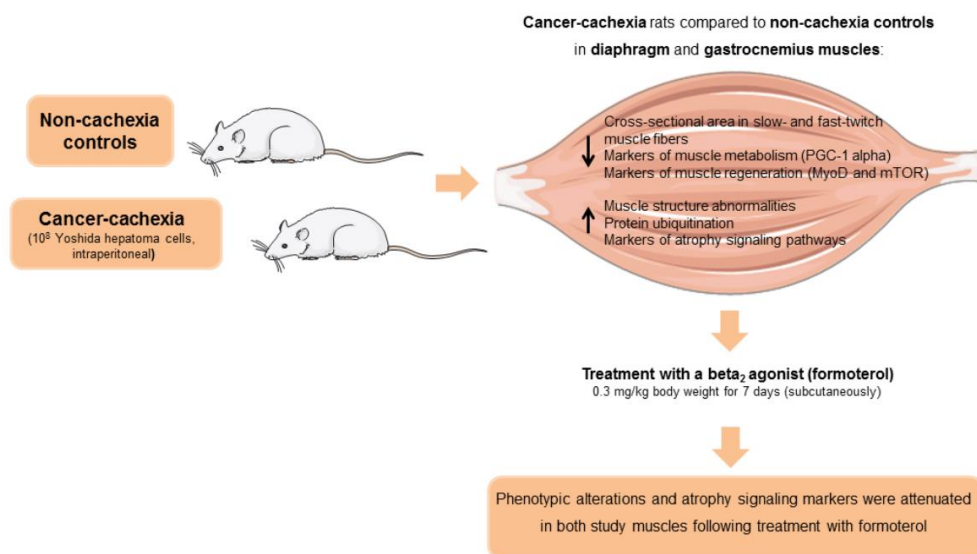 Cancer-cachexia rats compared to non-cachexia controls
in diaphragm and gastrocnemius muscles:
Non-cachexia
controls
Cancer-cachexia
(10⁸ Yoshida hepatoma cells,
intraperitoneal)
Cross-sectional area in slow- and fast-twitch
muscle fibers
Markers of muscle metabolism (PGC-1 alpha)
Markers of muscle regeneration (MyoD and mTOR)
Muscle structure abnormalities
Protein ubiquitination
Markers of atrophy signaling pathways
Treatment with a beta₂ agonist (formoterol)
0.3 mg/kg body weight for 7 days (subcutaneously)
Phenotypic alterations and atrophy signaling markers were attenuated
in both study muscles following treatment with formoterol